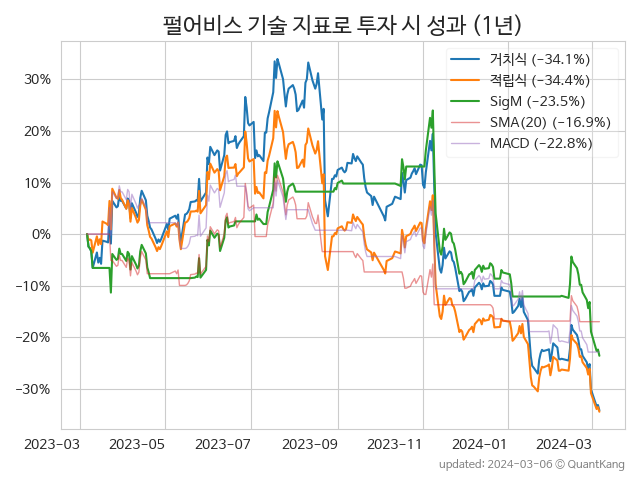 펄어비스 기술 지표로 투자 시 성과 (1년)
거치식 (−34.1%)
적립식 (−34.4%)
SigM (−23.5%)
SMA(20) (−16.9%)
MACD (−22.8%)
30%
20%
10%
0%
−10%
−20%
−30%
2023−03 2023−05 2023−07 2023−09 2023−11 2024−01 2024−03
updated: 2024-03-06 ⓒ QuantKang